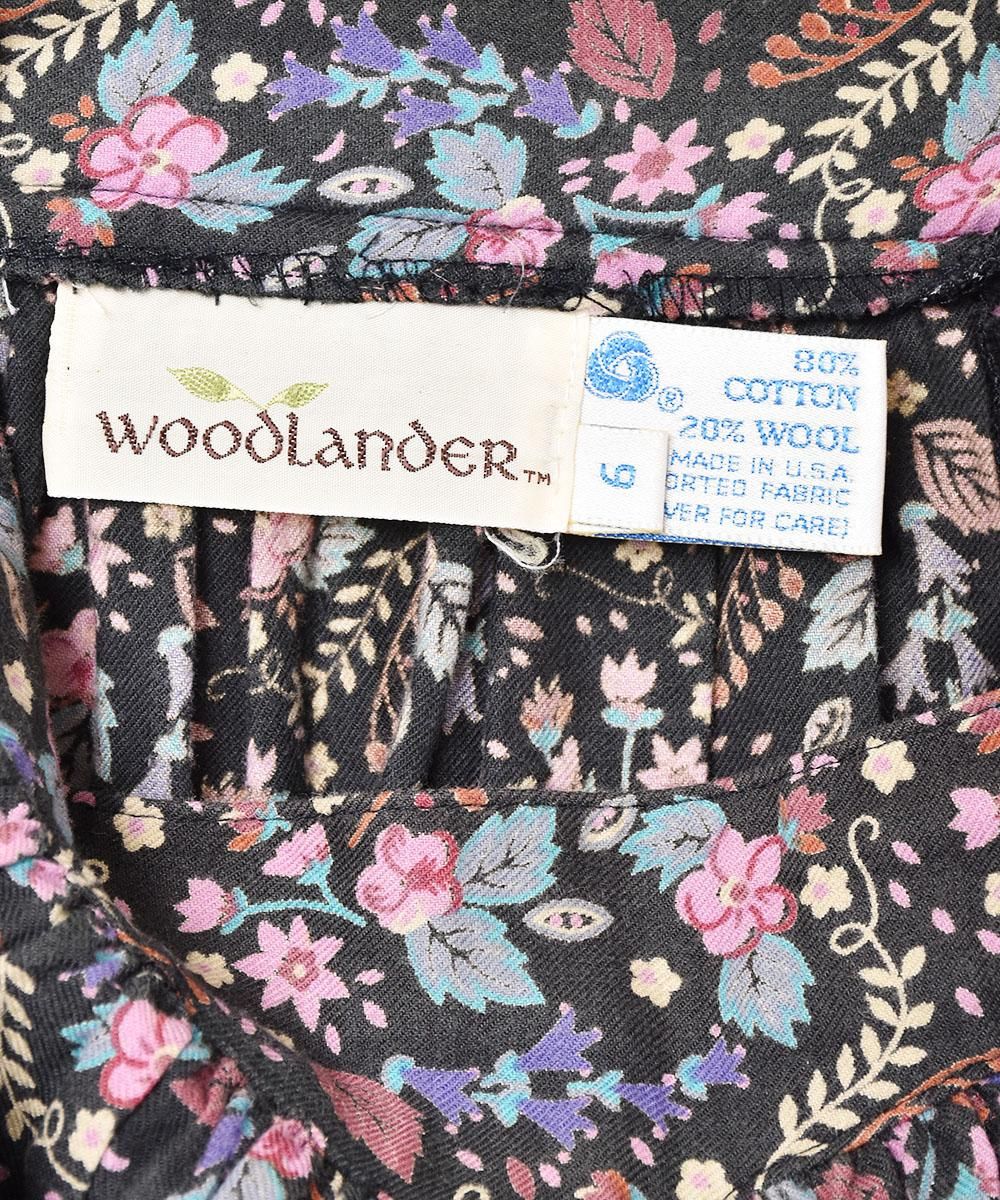 WOODLANDER™
®
80%
COTTON
20% WOOL
MADE IN U.S.A.
FABRIC
FOR CARE)
6